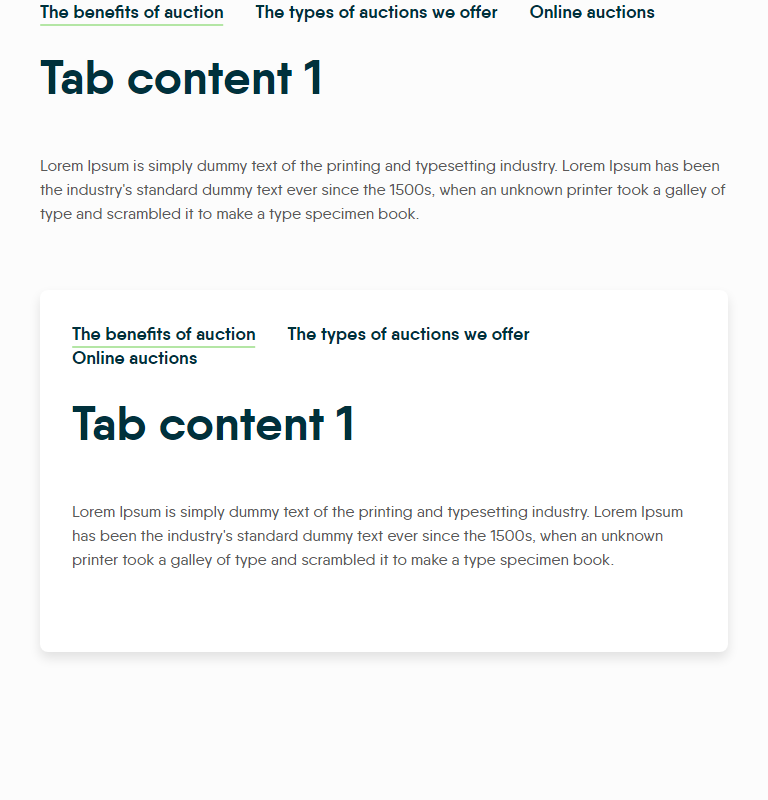 The benefits of auction The types of auctions we offer Online auctions
Tab content 1
Lorem Ipsum is simply dummy text of the printing and typesetting industry. Lorem Ipsum has been
the industry's standard dummy text ever since the 1500s, when an unknown printer took a galley of
type and scrambled it to make a type specimen book.
The benefits of auction The types of auctions we offer
Online auctions
Tab content 1
Lorem Ipsum is simply dummy text of the printing and typesetting industry. Lorem Ipsum
has been the industry's standard dummy text ever since the 1500s, when an unknown
printer took a galley of type and scrambled it to make a type specimen book.